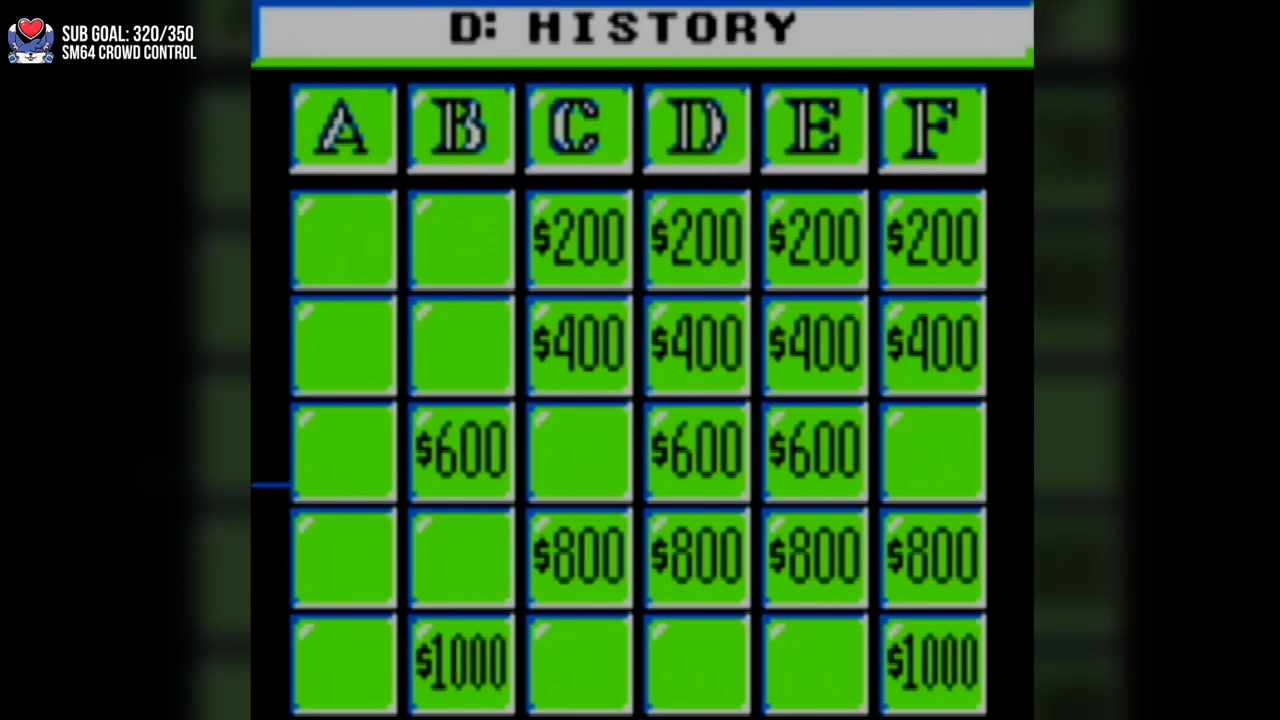 D: HISTORY
SUB GOAL: 320/350
SM64 CROWD CONTROL
A B C D E F
$200 $200 $200 $200
$400 $400 $400 $400
$600 $600 $600
$800 $800 $800 $800
$1000 $1000